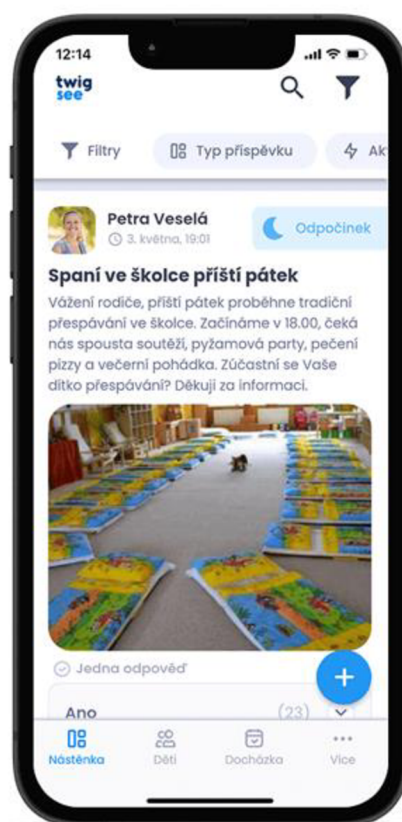 12:14
twig
see
Filtry
Typ příspěvku
Ak
Petra Veselá
3. května, 19:01
Odpočinek
Spaní ve školce příští pátek
Vážení rodiče, příští pátek proběhne tradiční
přespávání ve školce. Začínáme v 18.00, čeká
nás spousta soutěží, pyžamová party, pečení
pizzy a večerní pohádka. Zúčastní se Vaše
dítko přespávání? Děkuji za informaci.
Jedna odpověď
Ano (23)
Nástěnka
Děti
Docházka
Více